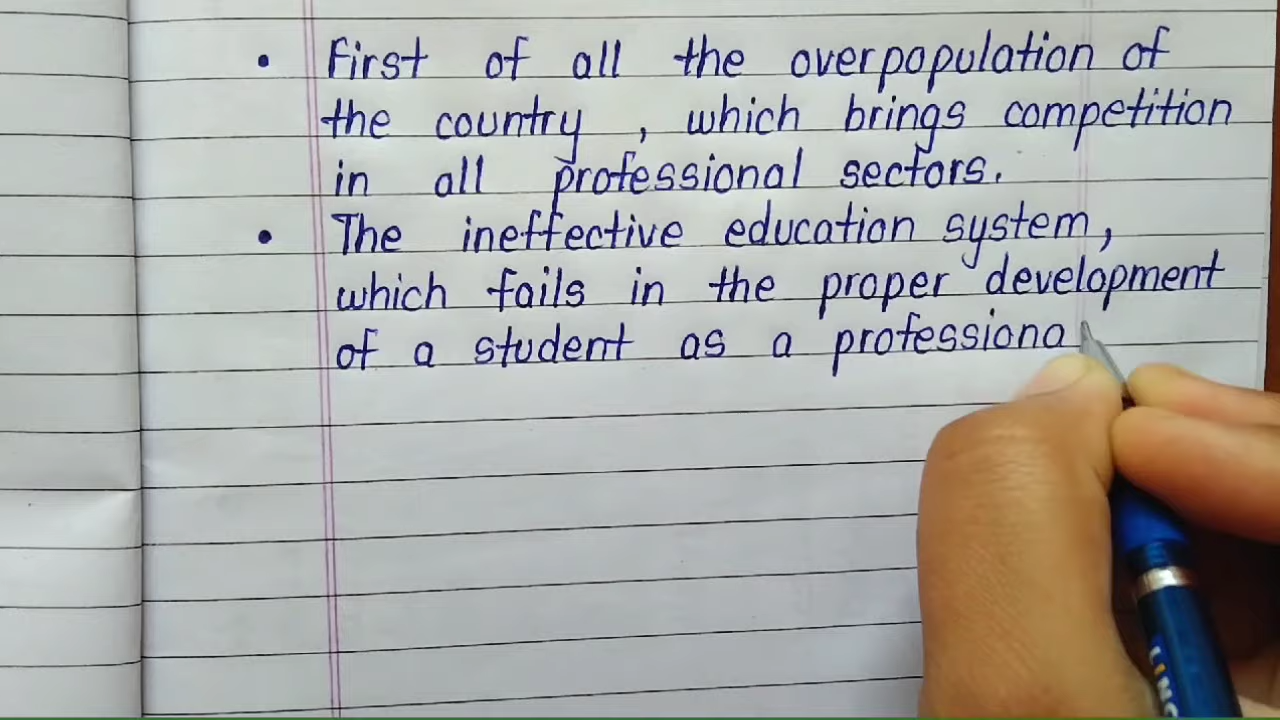 • First of all the overpopulation of
the country , which brings competition
in all professional sectors.
• The ineffective education system,
which fails in the proper development
of a student as a professiona
LINC